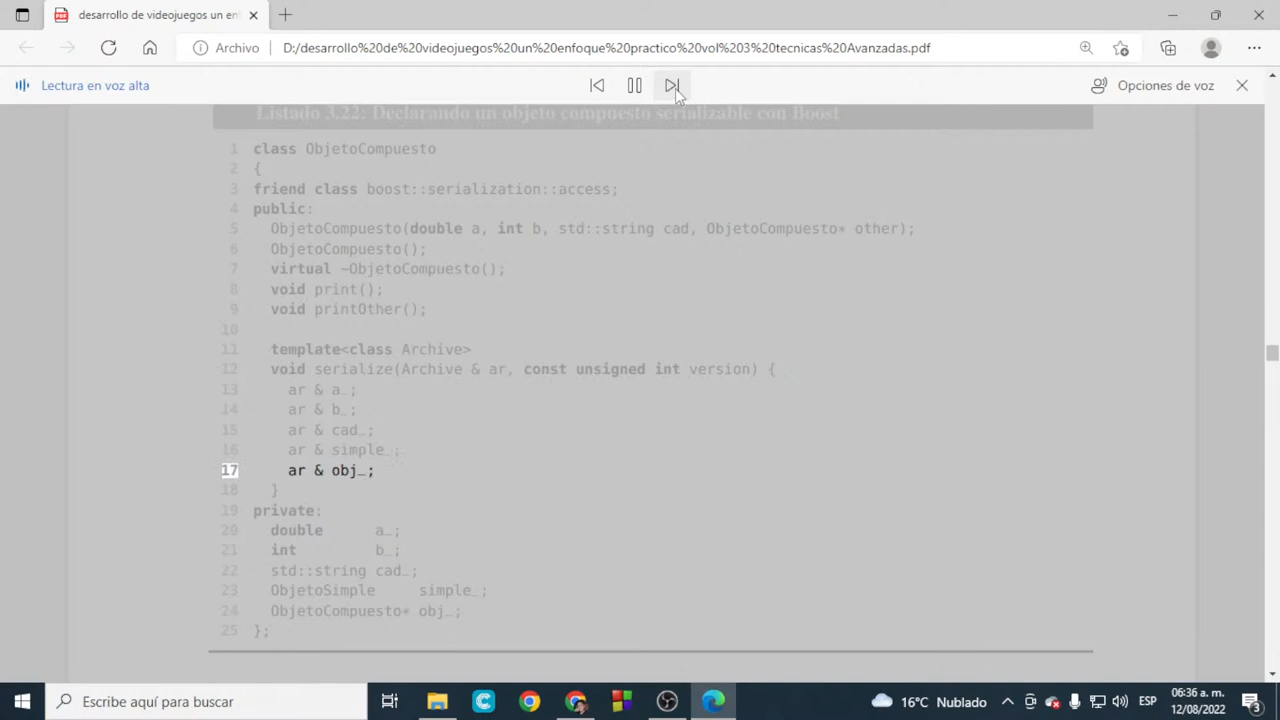 desarrollo de videojuegos un en
Archivo
D:/desarrollo%20de%20videojuegos%20un%20enfoque%20practico%20vol%203%20tecnicas%20Avanzadas.pdf
Lectura en voz alta
Opciones de voz
Listado 3.22: Declarando un objeto compuesto serializable con Boost
1 class ObjetoCompuesto
2 {
3 friend class boost::serialization::access;
4 public:
5 ObjetoCompuesto(double a, int b, std::string cad, ObjetoCompuesto* other);
6 ObjetoCompuesto();
7 virtual ~ObjetoCompuesto();
8 void print();
9 void printOther();
10
11 template<class Archive>
12 void serialize(Archive & ar, const unsigned int version) {
13 ar & a_;
14 ar & b_;
15 ar & cad_;
16 ar & simple_;
17 ar & obj_;
18 }
19 private:
20 double a_;
21 int b_;
22 std::string cad_;
23 ObjetoSimple simple_;
24 ObjetoCompuesto* obj_;
25 };
Escribe aquí para buscar
16°C Nublado
ESP
06:36 a. m.
12/08/2022
3